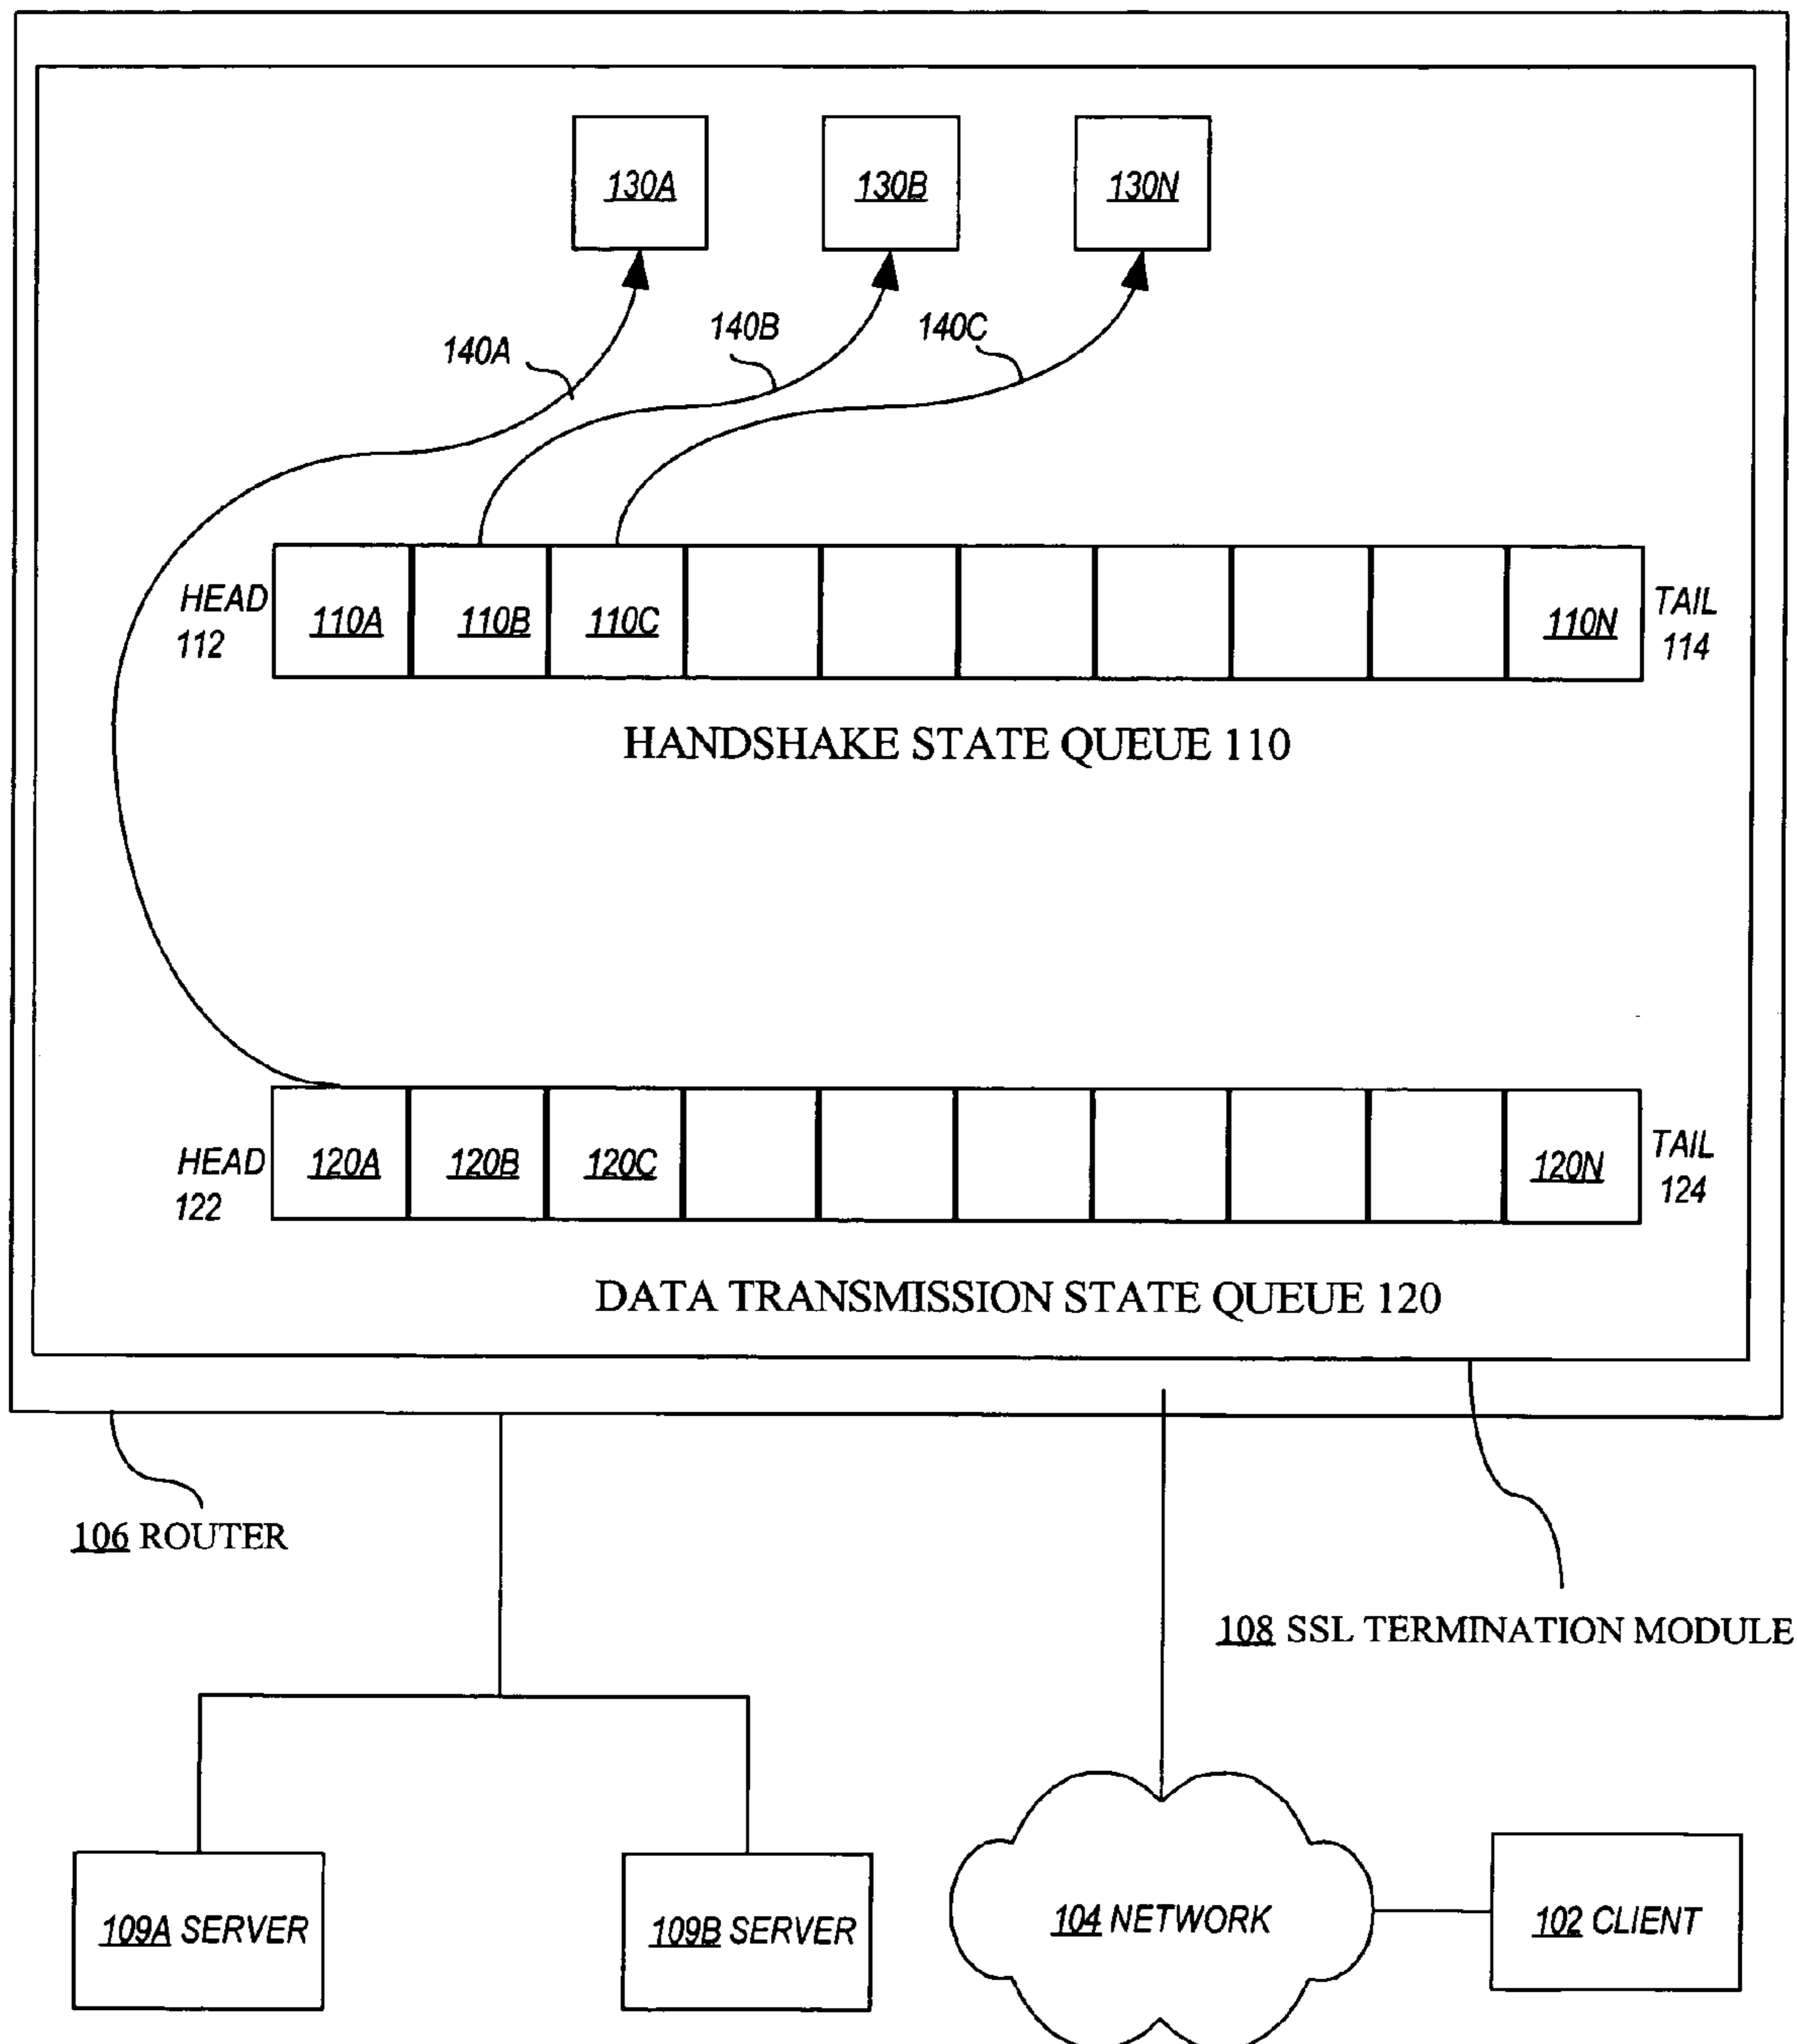 130A 130B 130N
140A 140B 140C
HEAD 112
110A 110B 110C 110N
TAIL 114
HANDSHAKE STATE QUEUE 110
HEAD 122
120A 120B 120C 120N
TAIL 124
DATA TRANSMISSION STATE QUEUE 120
106 ROUTER
108 SSL TERMINATION MODULE
109A SERVER
109B SERVER
104 NETWORK
102 CLIENT